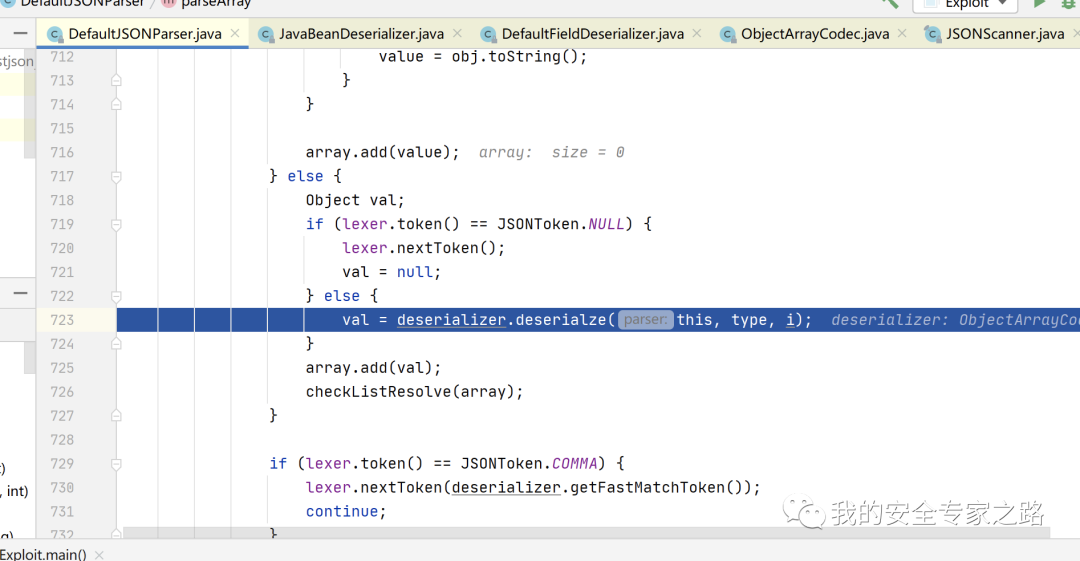 DefaultJSONParser parseArray Exploit
DefaultJSONParser.java JavaBeanDeserializer.java DefaultFieldDeserializer.java ObjectArrayCodec.java JSONScanner.java
712 value = obj.toString();
713 }
714 }
715
716 array.add(value); array: size = 0
717 } else {
718 Object val;
719 if (lexer.token() == JSONToken.NULL) {
720 lexer.nextToken();
721 val = null;
722 } else {
723 val = deserializer.deserialze( parser: this, type, i); deserializer: ObjectArrayCo
724 }
725 array.add(val);
726 checkListResolve(array);
727 }
728
729 if (lexer.token() == JSONToken.COMMA) {
730 lexer.nextToken(deserializer.getFastMatchToken());
731 continue;
732 }
stjson
t)
, int)
g)
我的安全专家之路
Exploit.main()